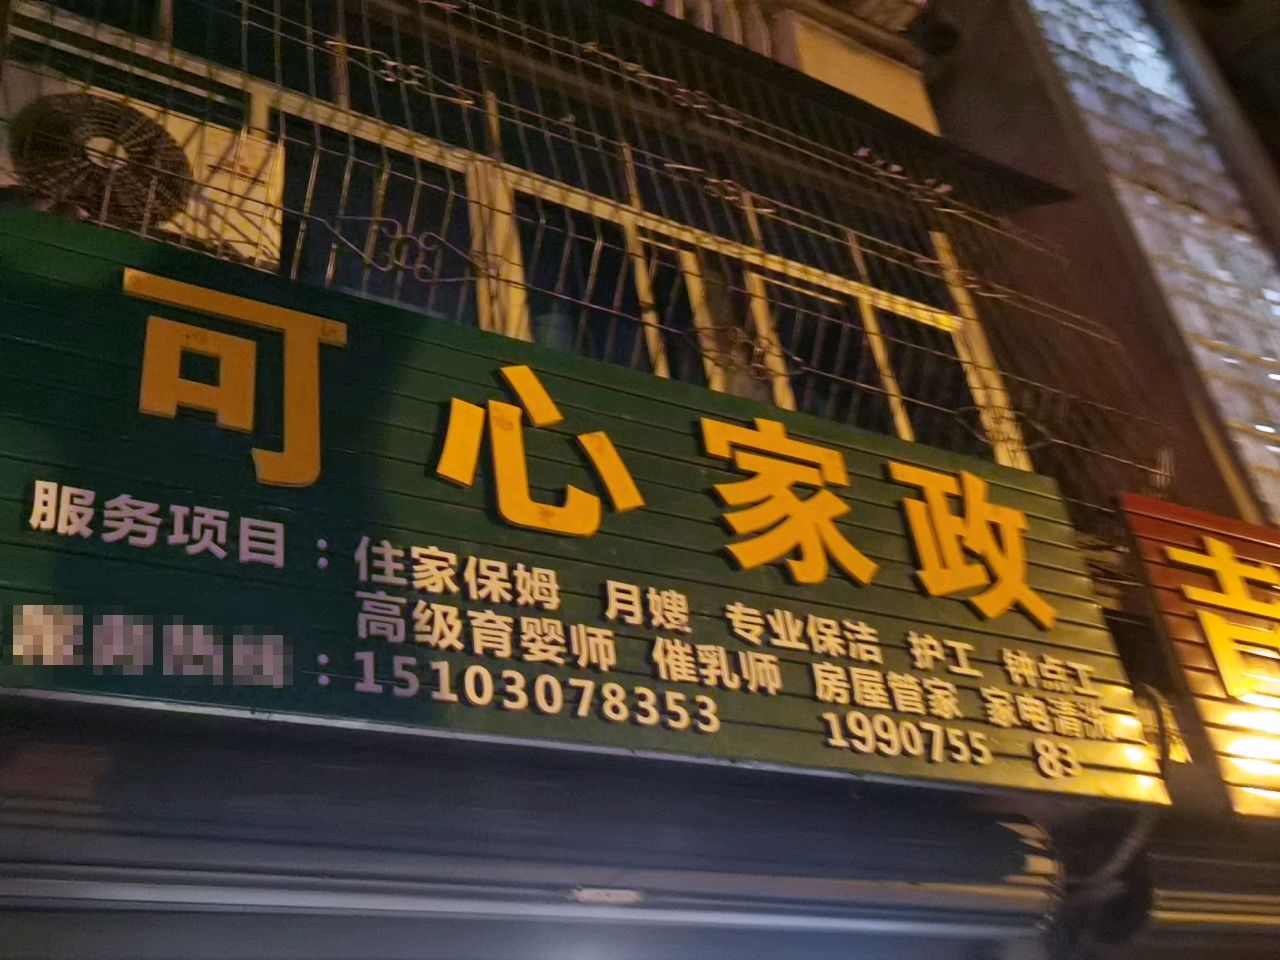 可心家政
服务项目：住家保姆 月嫂 专业保洁 护工 钟点工
高级育婴师 催乳师 房屋管家 家电清洗
：15103078353 1990755 83